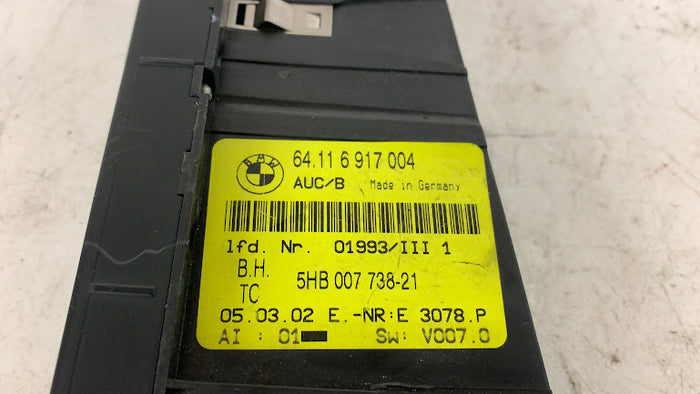 BMW
64.11 6 917 004
AUC/B Made in Germany
lfd. Nr. 01993/III 1
B.H.
TC 5HB 007 738-21
05.03.02 E.-NR:E 3078.P
AI : 01 SW: V007.0